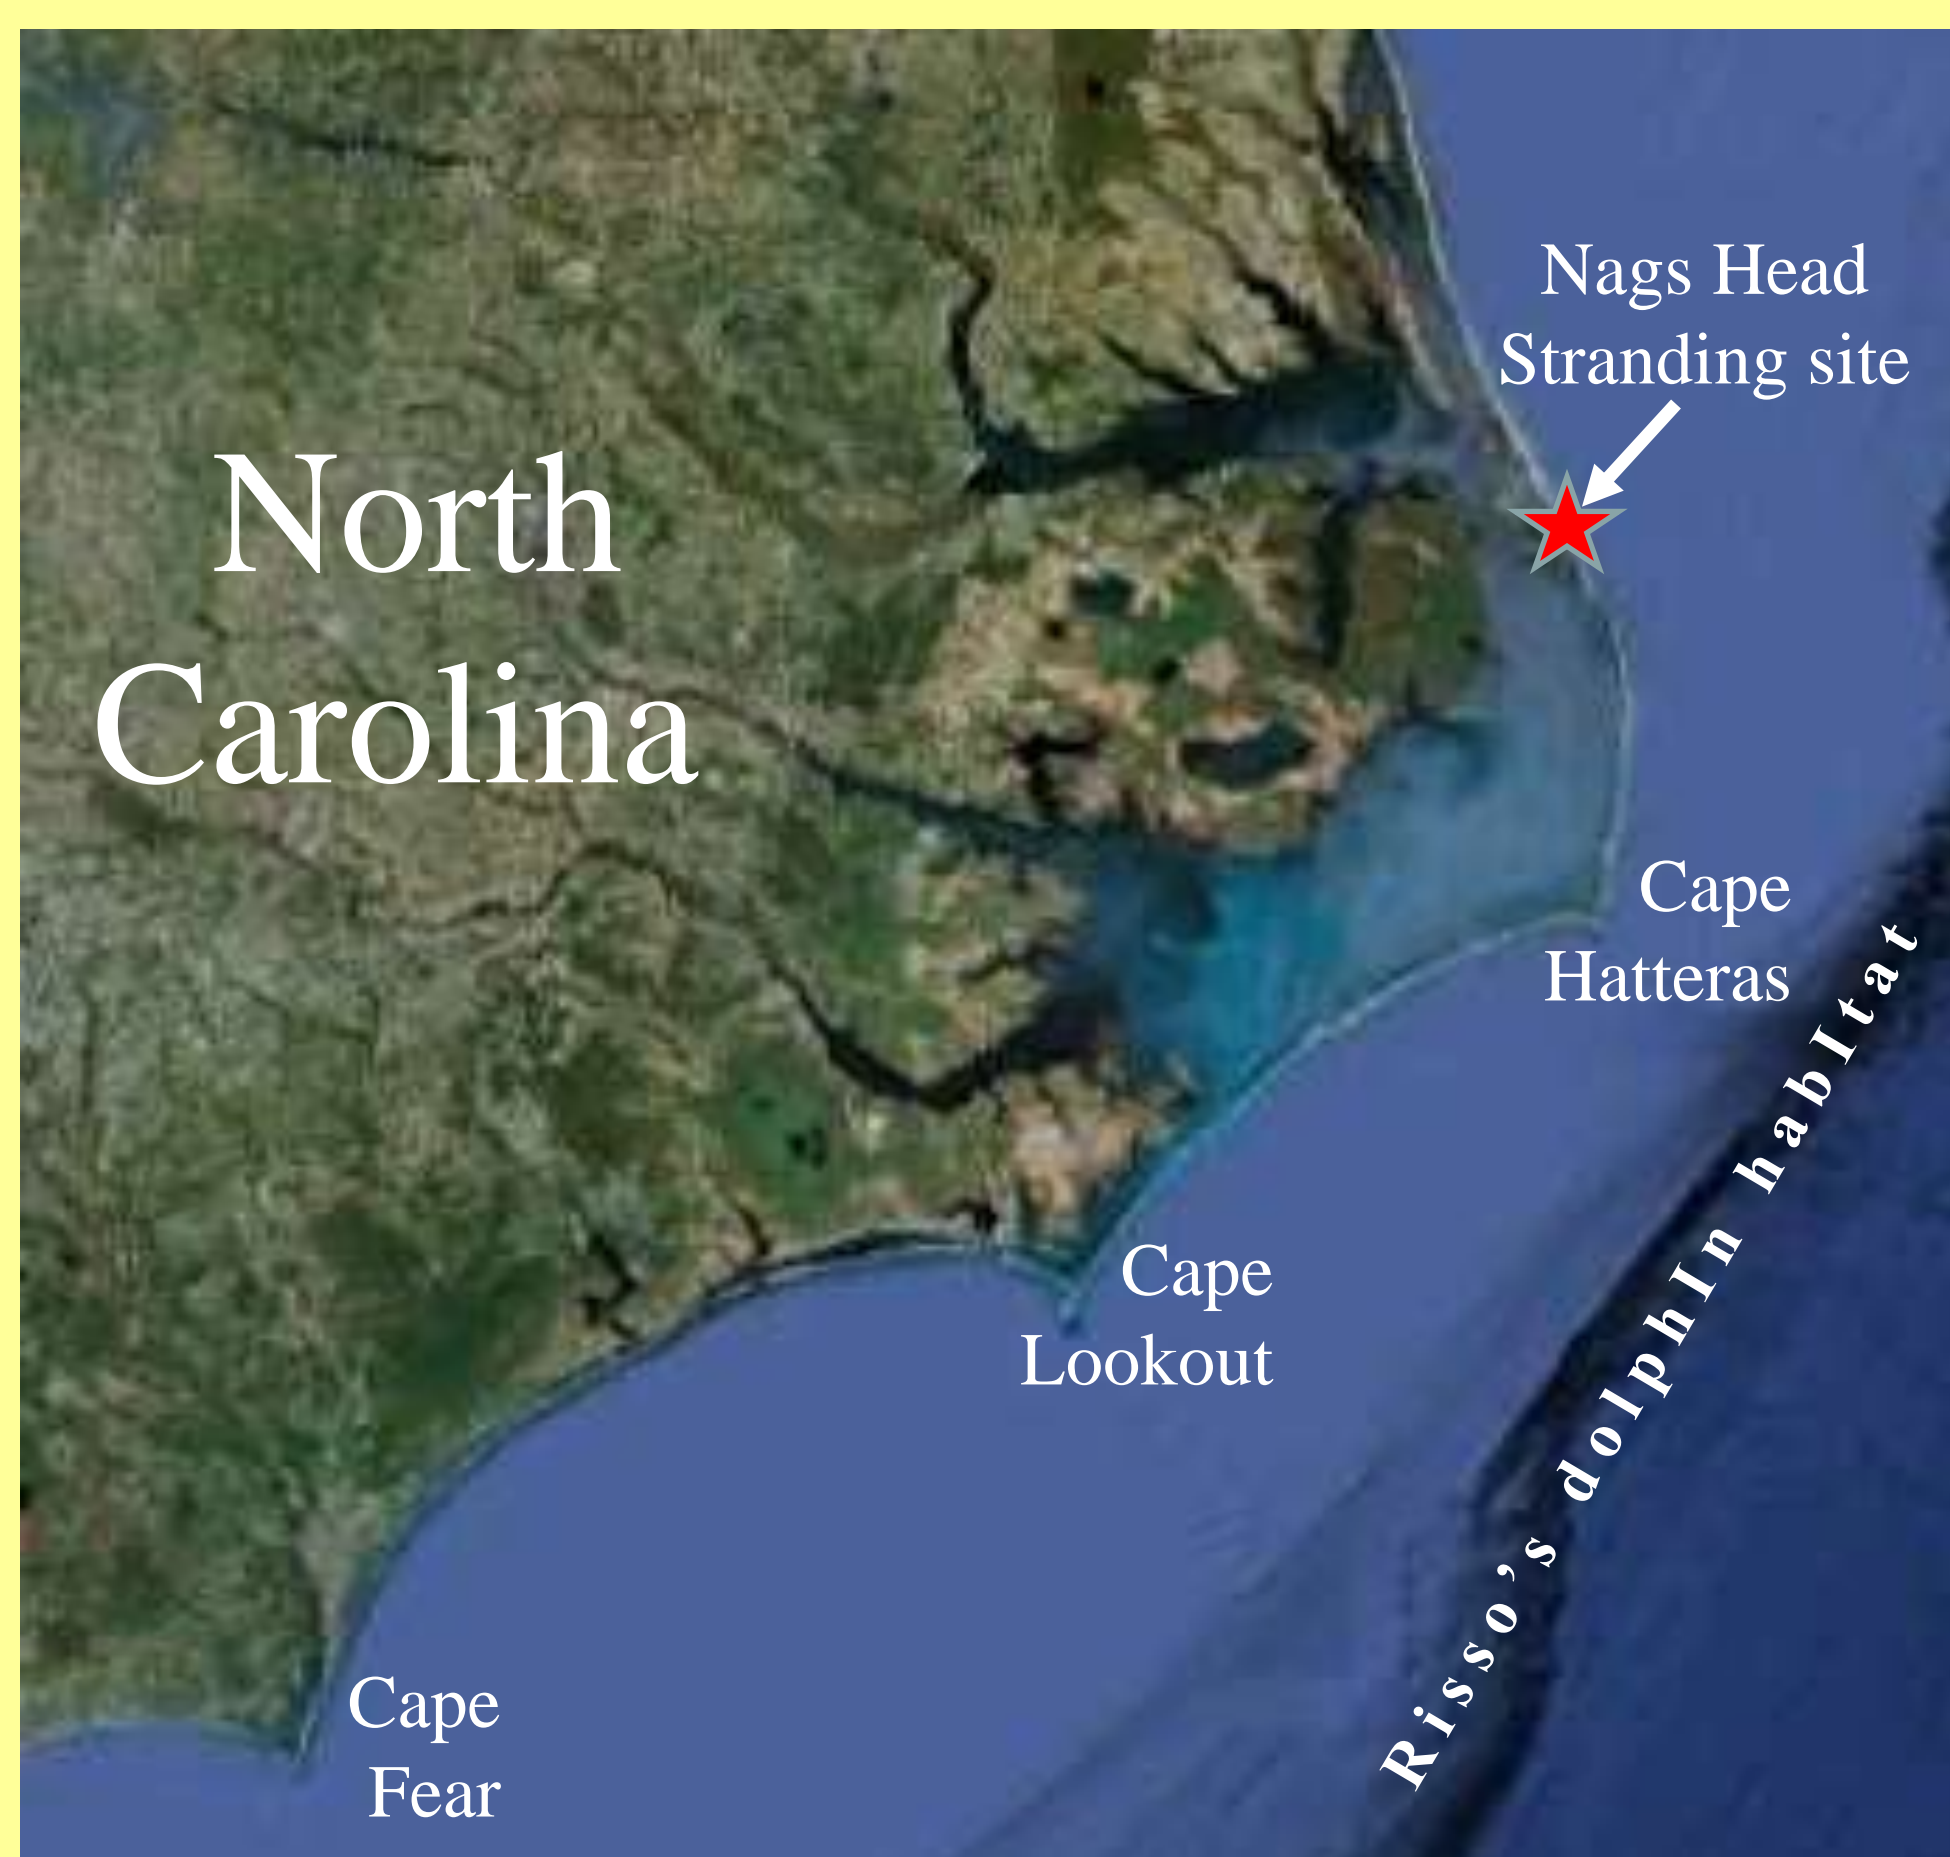 Nags Head
Stranding site
North
Carolina
Cape
Hatteras
Risso’s dolphIn habItat
Cape
Lookout
Cape
Fear